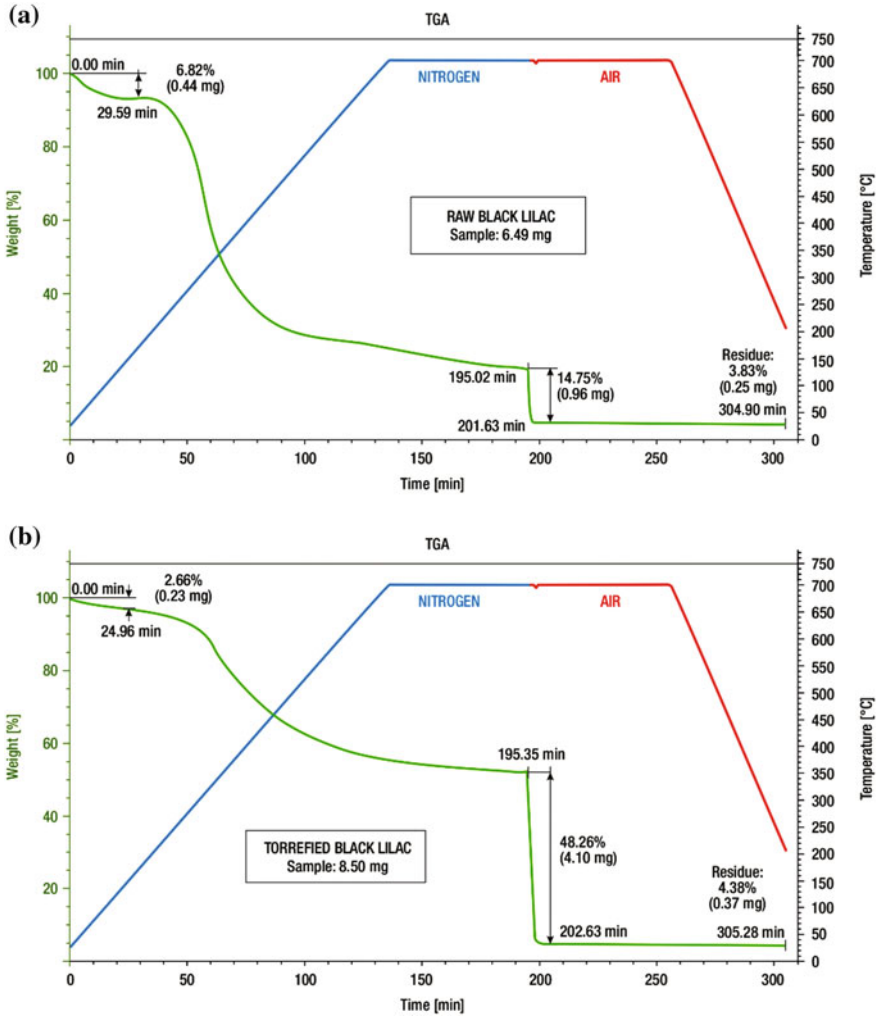 (a)
TGA
0.00 min
6.82%
(0.44 mg)
29.59 min
NITROGEN
AIR
RAW BLACK LILAC
Sample: 6.49 mg
195.02 min
14.75%
(0.96 mg)
201.63 min
Residue:
3.83%
(0.25 mg)
304.90 min
Weight [%]
100
80
60
40
20
Temperature [°C]
750
700
650
600
550
500
450
400
350
300
250
200
150
100
50
0
0 50 100 150 200 250 300
Time [min]
(b)
TGA
0.00 min
2.66%
(0.23 mg)
24.96 min
NITROGEN
AIR
195.35 min
TORREFIED BLACK LILAC
Sample: 8.50 mg
48.26%
(4.10 mg)
202.63 min
Residue:
4.38%
(0.37 mg)
305.28 min
Weight [%]
100
80
60
40
20
Temperature [°C]
750
700
650
600
550
500
450
400
350
300
250
200
150
100
50
0
0 50 100 150 200 250 300
Time [min]